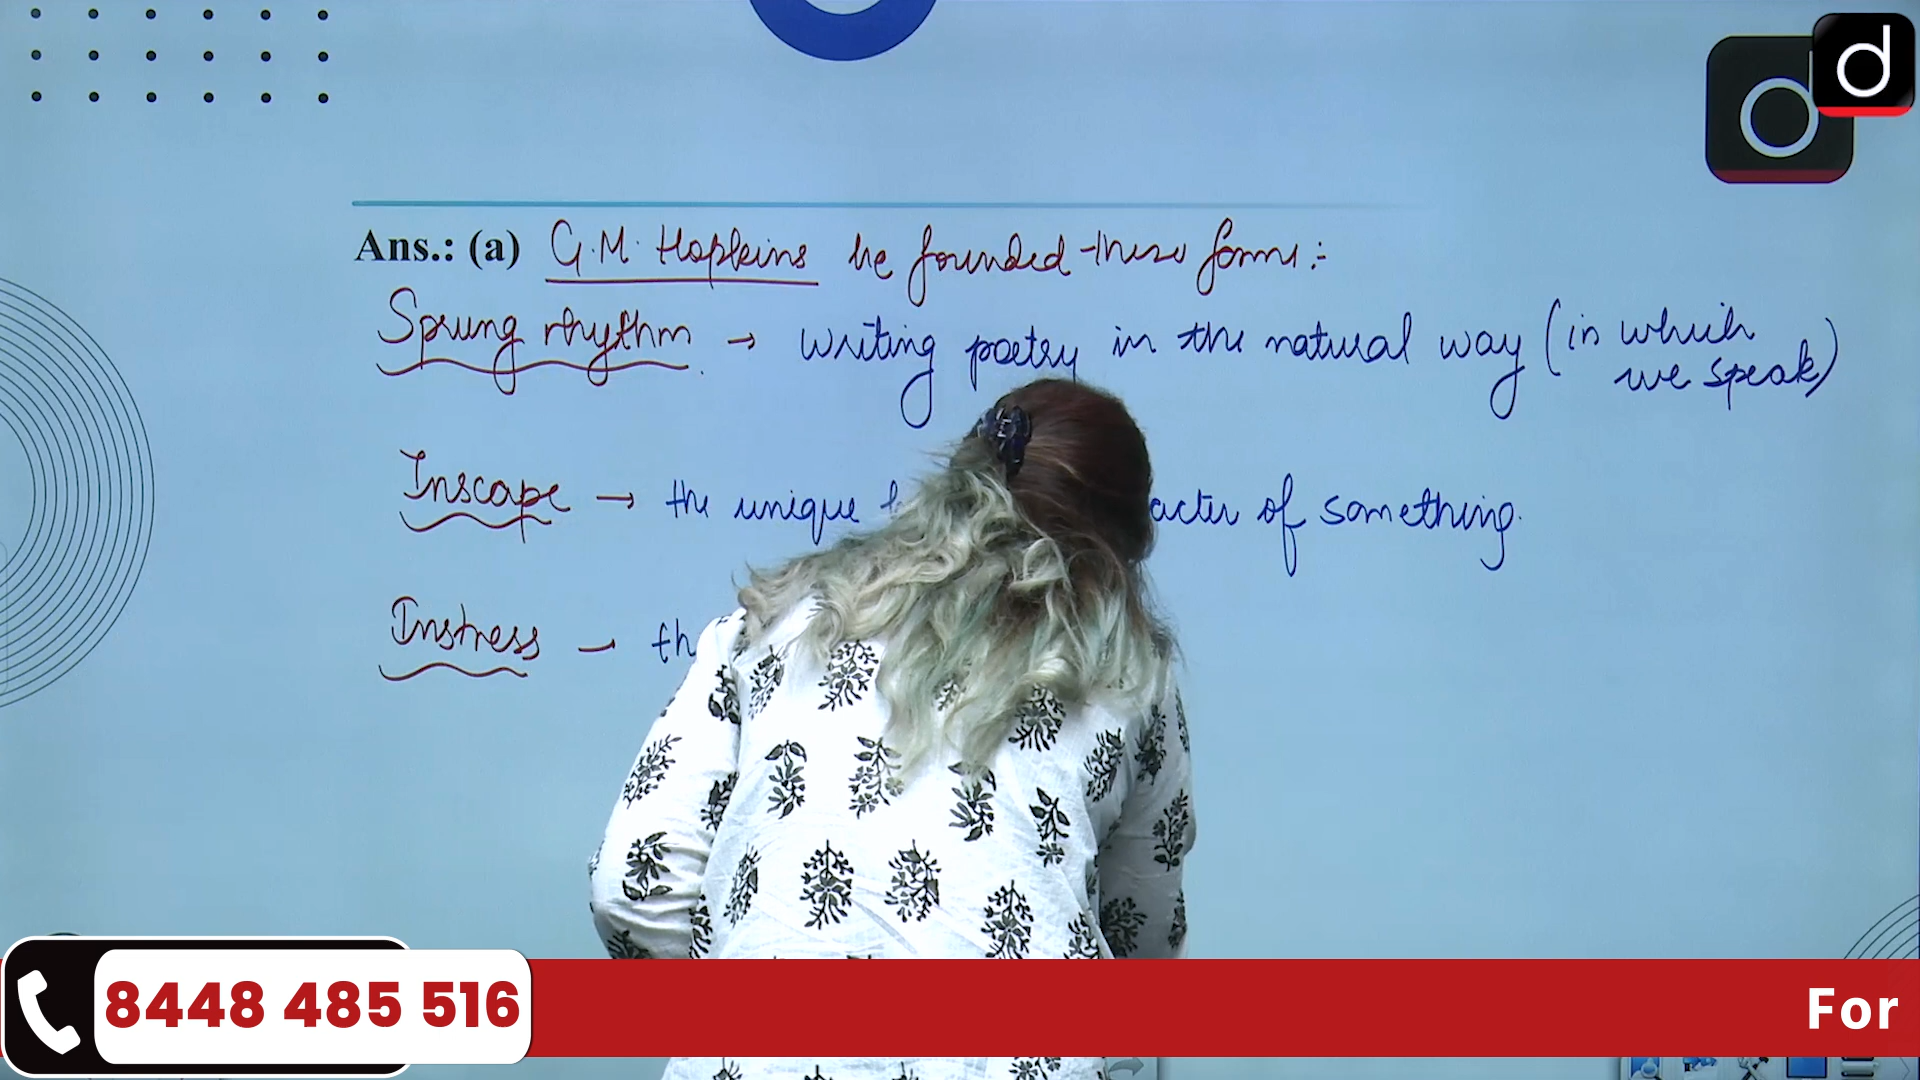 d
Ans.: (a) G.M. Hopkins he founded these forms :-
Sprung rhythm → writing poetry in the natural way (in which
we speak)
Inscape → the unique acter of something.
Instress – th
8448 485 516
For